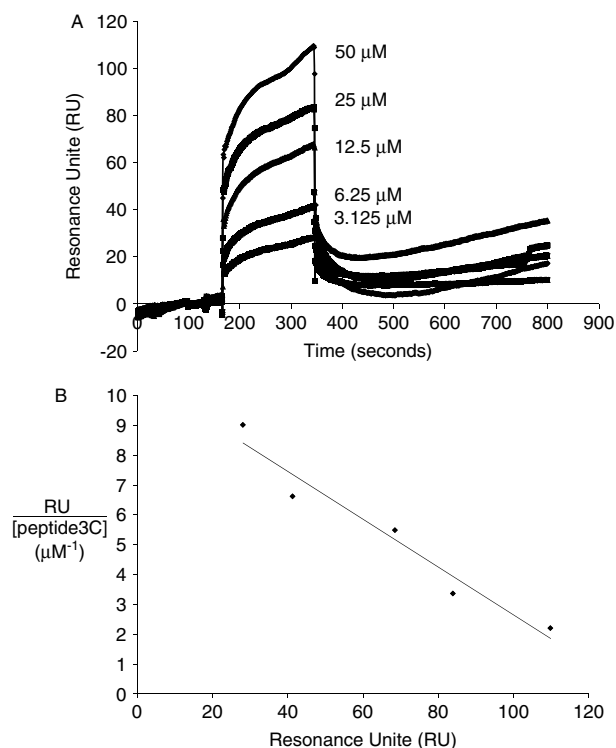 A
120
100
80
60
40
20
0
-20
Resonance Unite (RU)
50 μM
25 μM
12.5 μM
6.25 μM
3.125 μM
0 100 200 300 400 500 600 700 800 900
Time (seconds)
B
10
9
8
7
6
5
4
3
2
1
0
RU
[peptide3C]
(μM⁻¹)
0 20 40 60 80 100 120
Resonance Unite (RU)